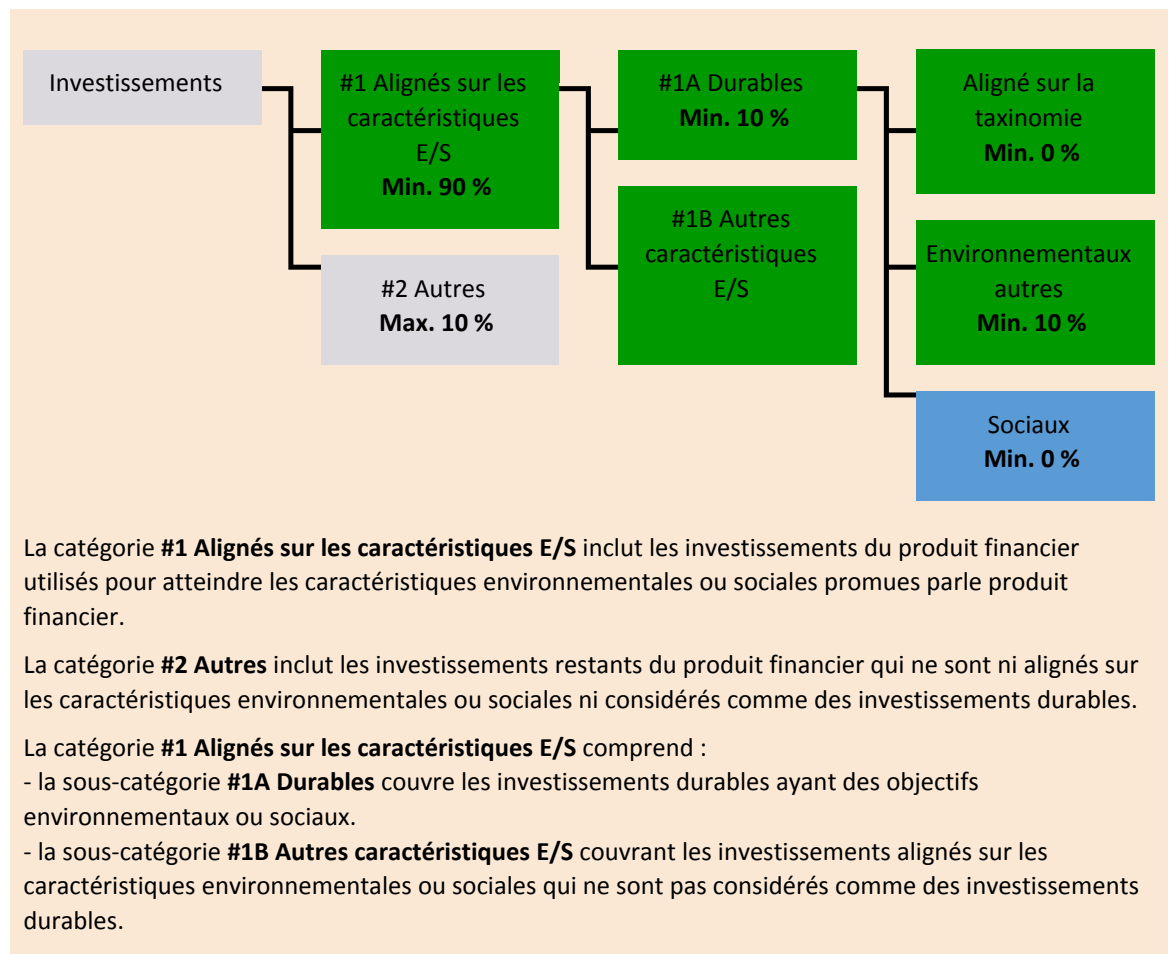 Investissements
#1 Alignés sur les
caractéristiques
E/S
Min. 90 %
#2 Autres
Max. 10 %
#1A Durables
Min. 10 %
#1B Autres
caractéristiques
E/S
Aligné sur la
taxinomie
Min. 0 %
Environnementaux
autres
Min. 10 %
Sociaux
Min. 0 %
La catégorie #1 Alignés sur les caractéristiques E/S inclut les investissements du produit financier
utilisés pour atteindre les caractéristiques environnementales ou sociales promues parle produit
financier.
La catégorie #2 Autres inclut les investissements restants du produit financier qui ne sont ni alignés sur
les caractéristiques environnementales ou sociales ni considérés comme des investissements durables.
La catégorie #1 Alignés sur les caractéristiques E/S comprend :
- la sous-catégorie #1A Durables couvre les investissements durables ayant des objectifs
environnementaux ou sociaux.
- la sous-catégorie #1B Autres caractéristiques E/S couvrant les investissements alignés sur les
caractéristiques environnementales ou sociales qui ne sont pas considérés comme des investissements
durables.